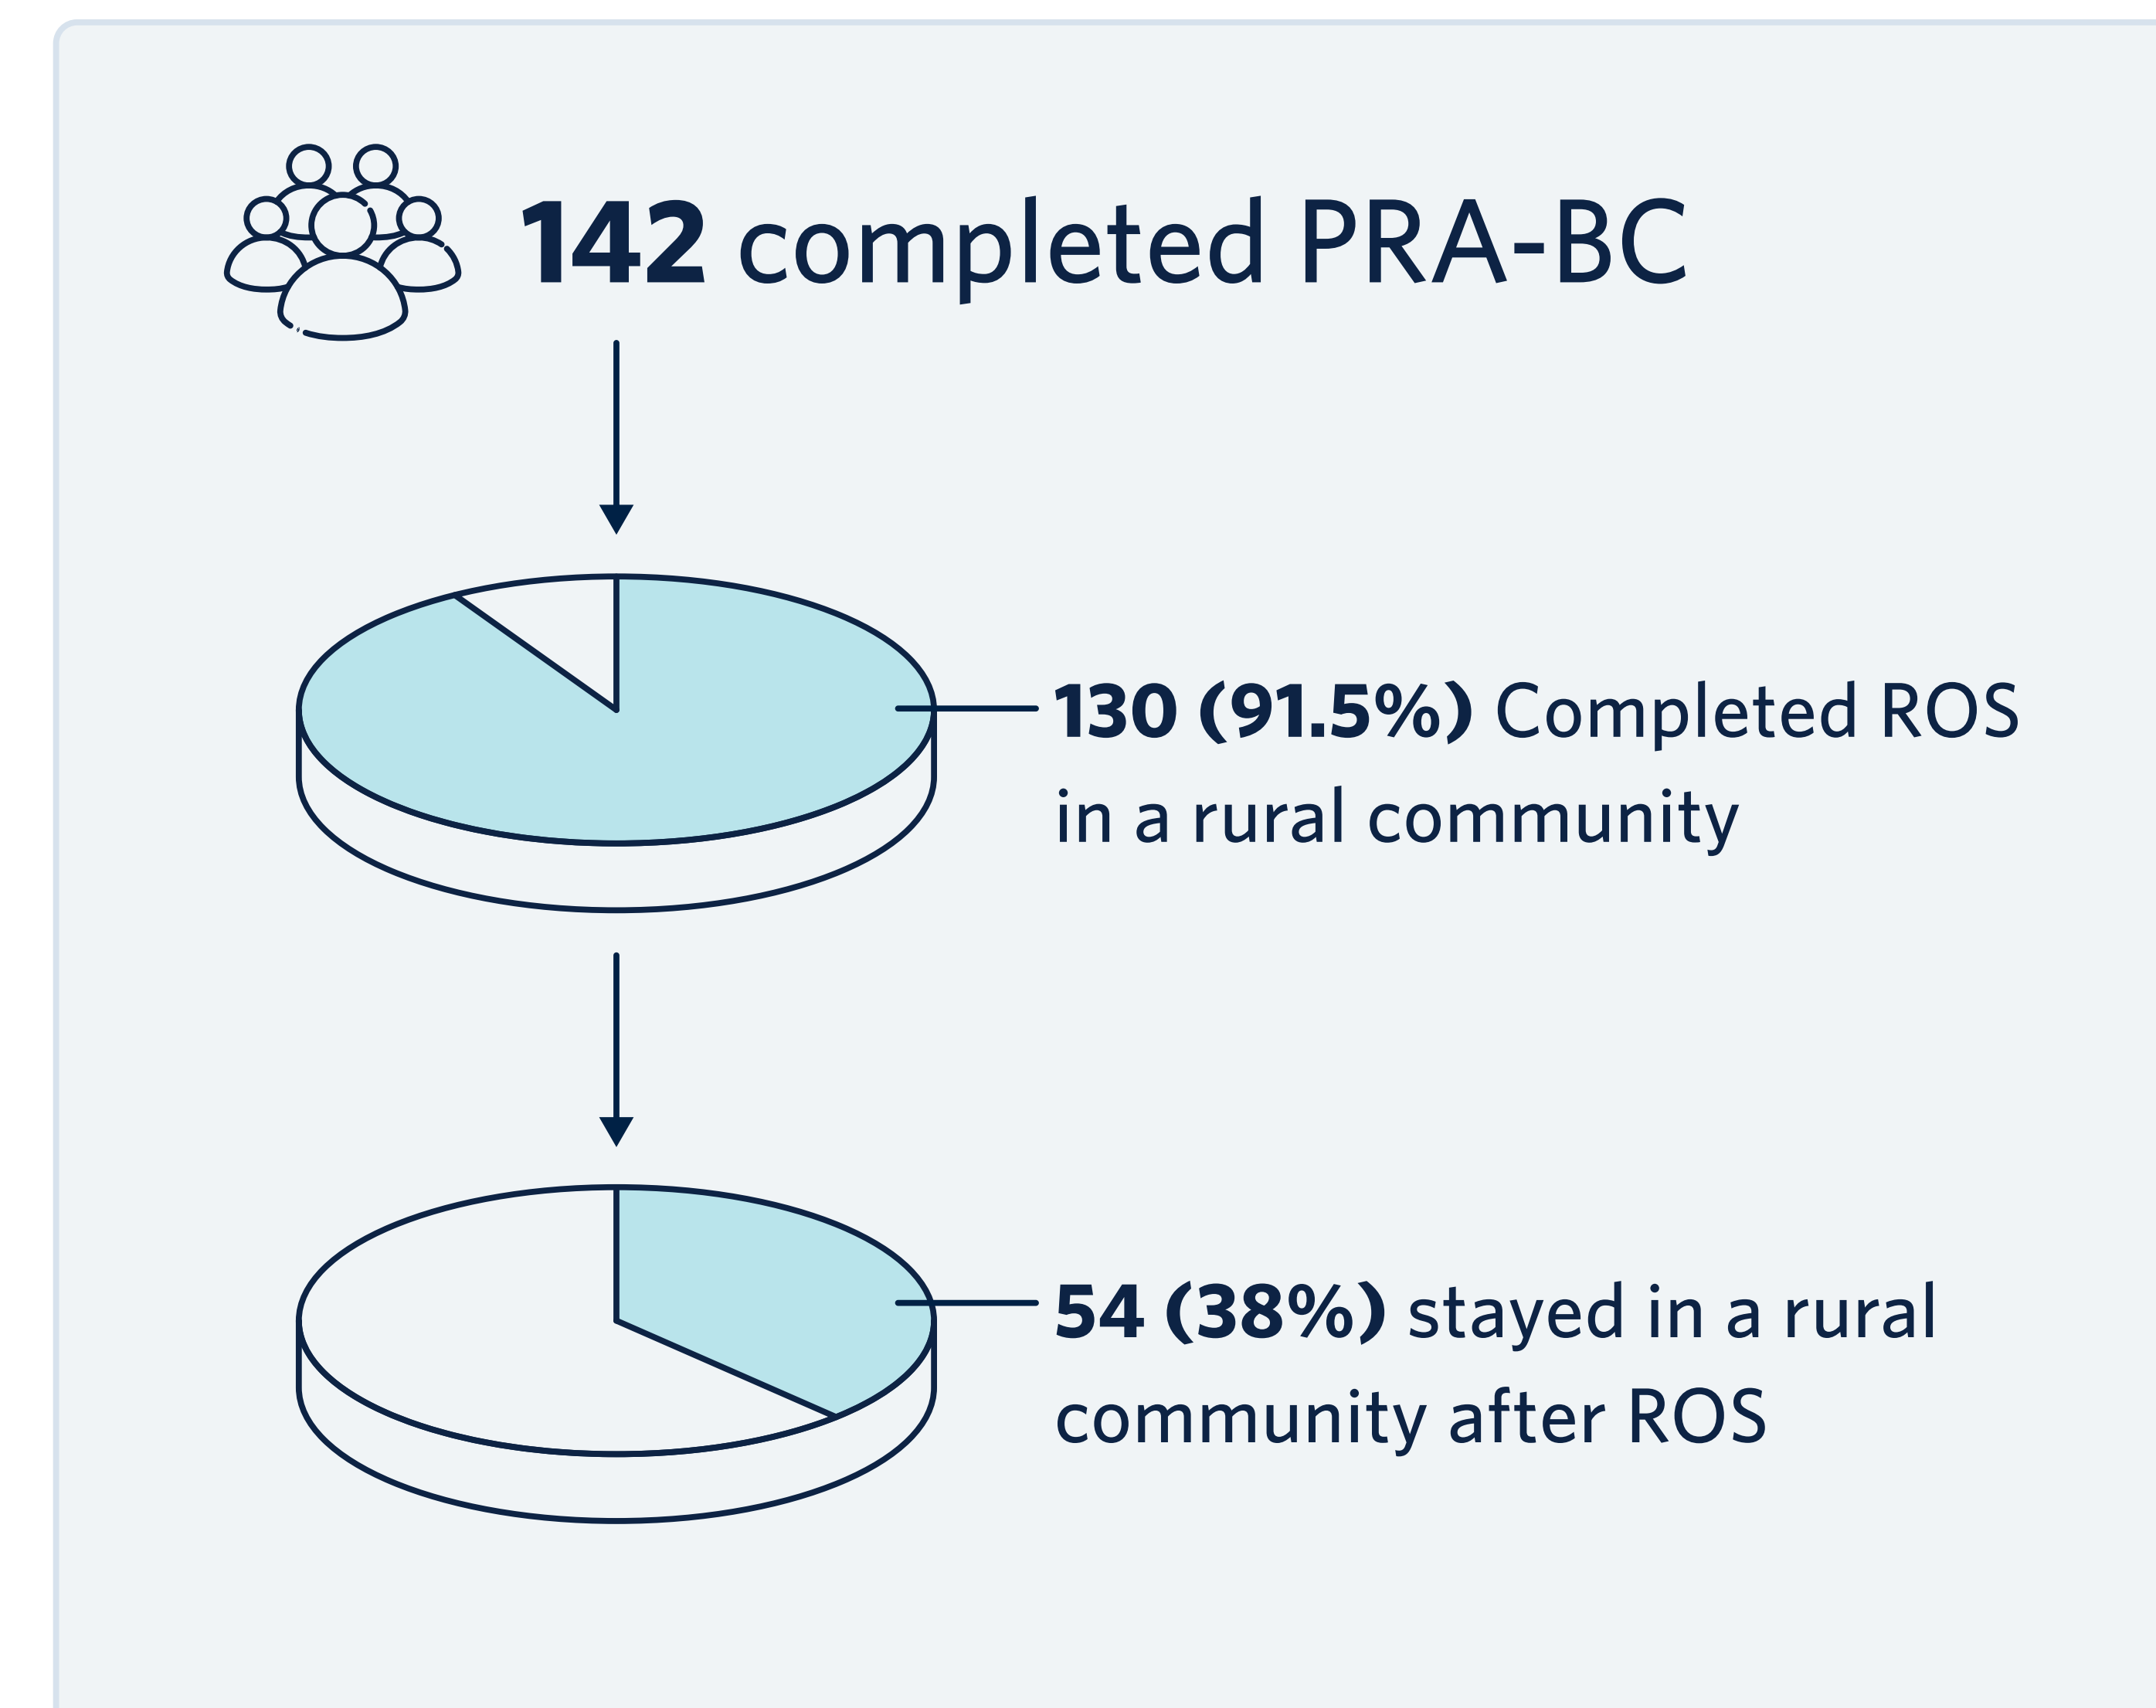 142 completed PRA-BC
130 (91.5%) Completed ROS
in a rural community
54 (38%) stayed in a rural
community after ROS